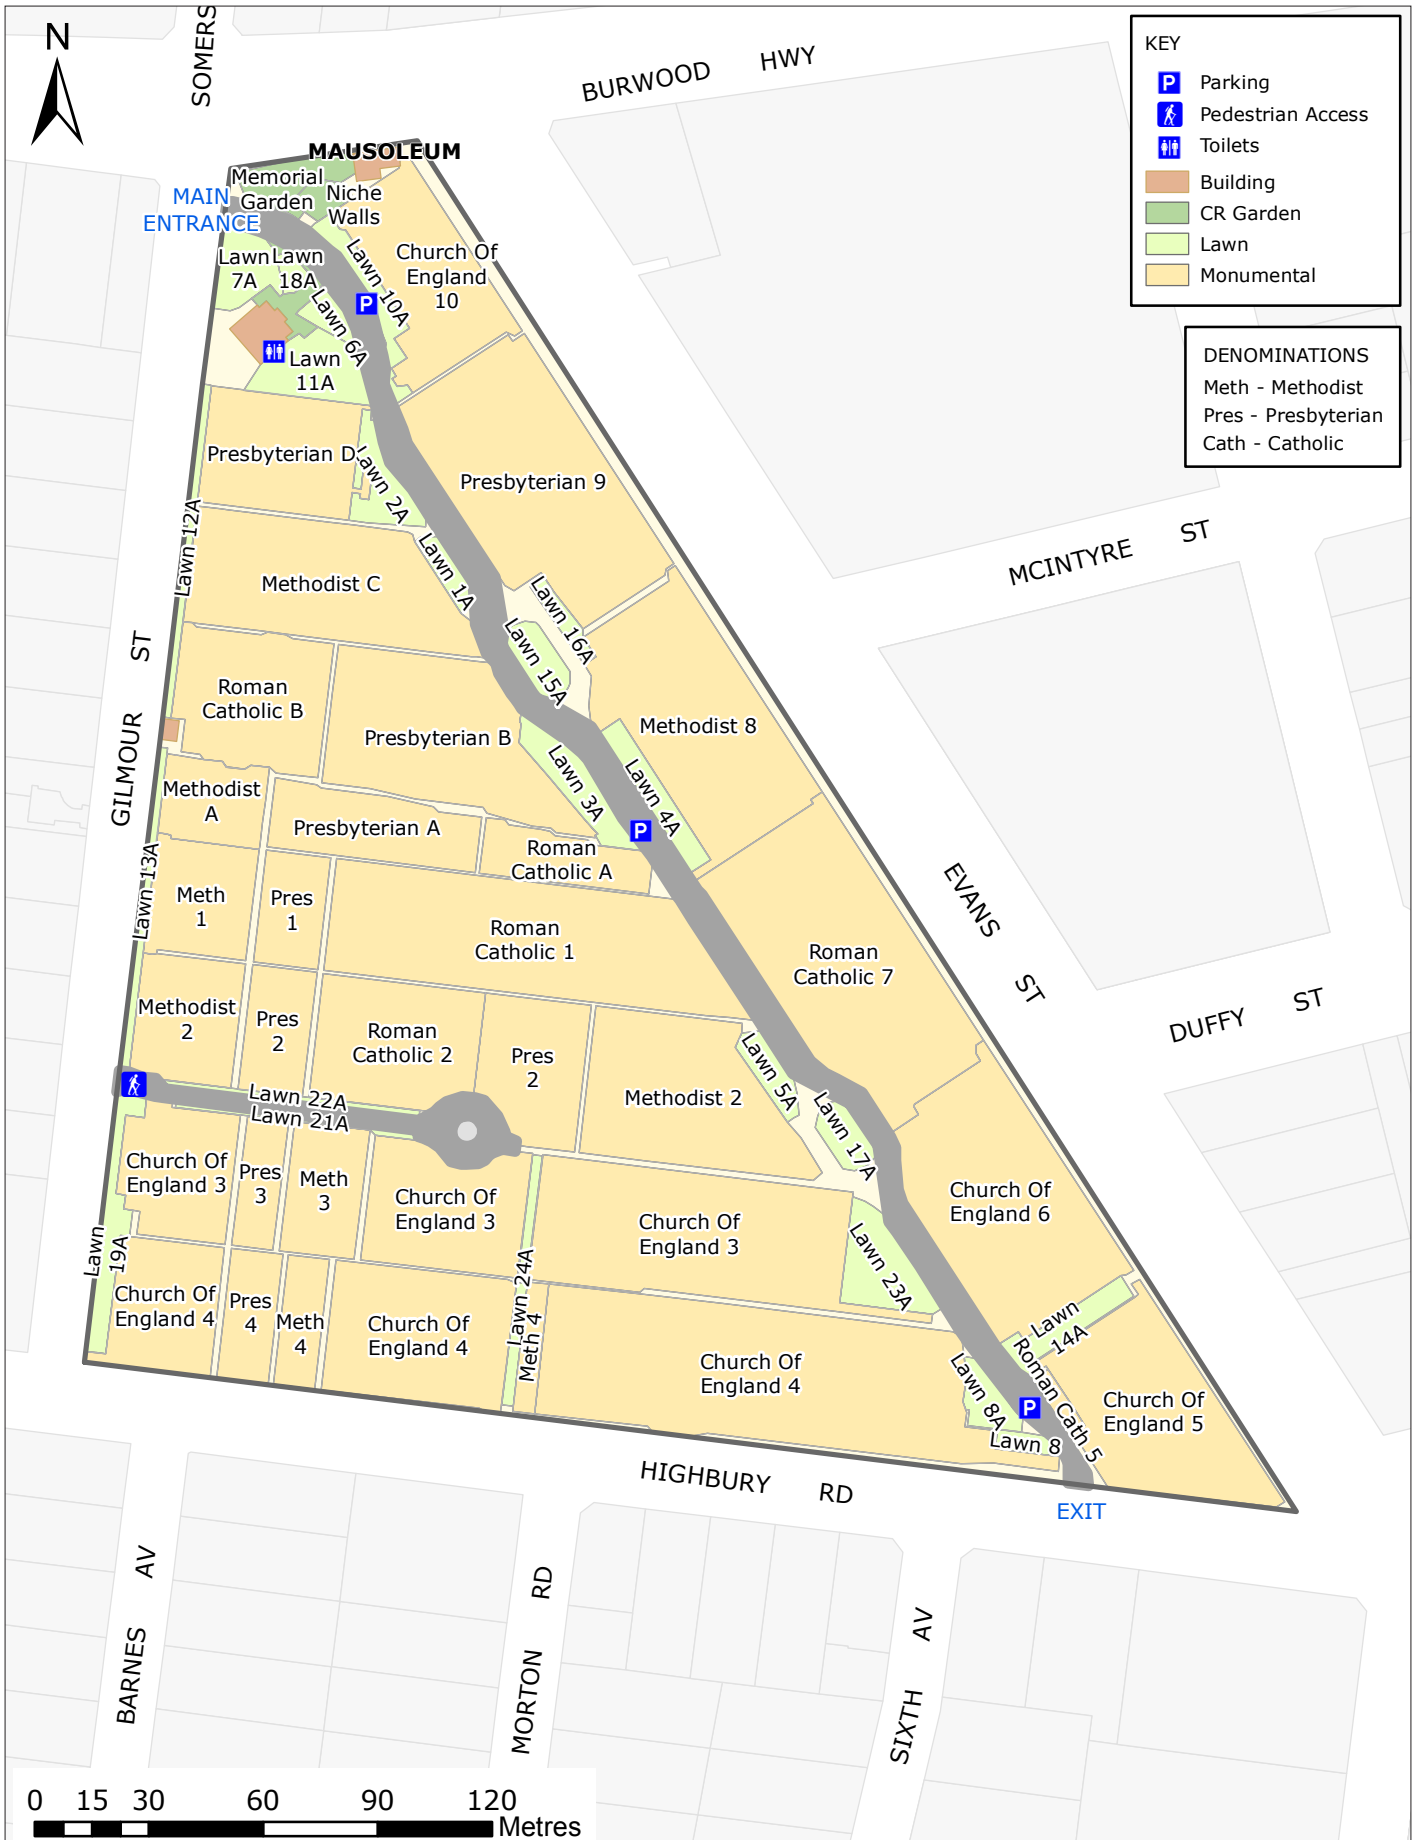 N
SOMERS
BURWOOD HWY
KEY
Parking
Pedestrian Access
Toilets
Building
CR Garden
Lawn
Monumental
DENOMINATIONS
Meth - Methodist
Pres - Presbyterian
Cath - Catholic
MAUSOLEUM
Memorial
Garden
Niche
Walls
MAIN
ENTRANCE
Lawn
7A
Lawn
18A
Lawn 10A
Church Of
England
10
P
Lawn 6A
Lawn
11A
Presbyterian D
Lawn 2A
Presbyterian 9
Lawn 12A
Methodist C
Lawn 1A
Lawn 16A
Lawn 15A
MCINTYRE ST
GILMOUR ST
Roman
Catholic B
Presbyterian B
Methodist 8
Lawn 3A
Lawn 4A
P
Methodist
A
Presbyterian A
Roman
Catholic A
Lawn 13A
Meth
1
Pres
1
Roman
Catholic 1
Roman
Catholic 7
EVANS ST
DUFFY ST
Methodist
2
Pres
2
Roman
Catholic 2
Pres
2
Methodist 2
Lawn 5A
Lawn 17A
Lawn 22A
Lawn 21A
Church Of
England 3
Pres
3
Meth
3
Church Of
England 3
Church Of
England 3
Church Of
England 6
Lawn
19A
Lawn 24A
Lawn 23A
Church Of
England 4
Pres
4
Meth
4
Church Of
England 4
Meth 4
Church Of
England 4
Lawn
14A
Roman Cath 5
Lawn 8A
P
Lawn 8
Church Of
England 5
HIGHBURY RD
EXIT
BARNES AV
MORTON RD
SIXTH AV
0 15 30 60 90 120
Metres